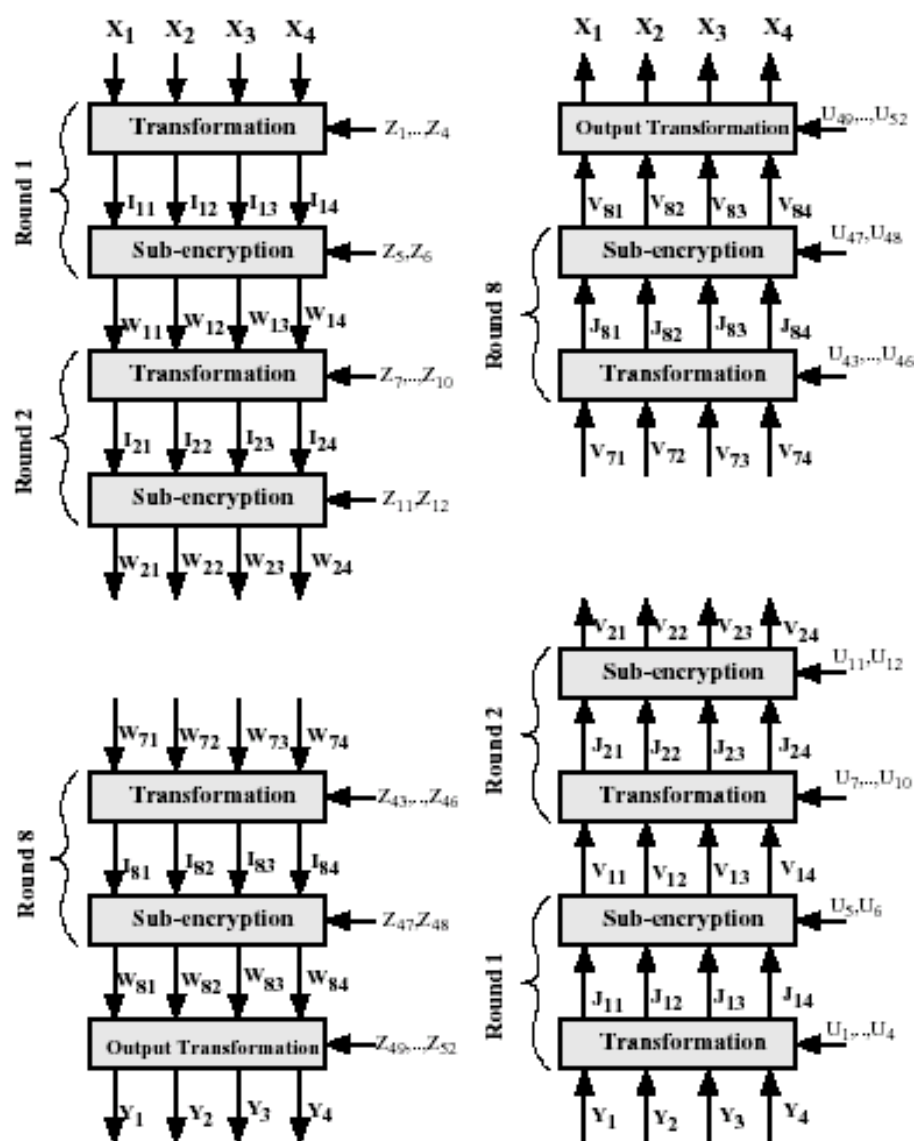 X1 X2 X3 X4
Transformation
Z1,..,Z4
Round 1
I11 I12 I13 I14
Sub-encryption
Z5,Z6
W11 W12 W13 W14
Transformation
Z7,..,Z10
Round 2
I21 I22 I23 I24
Sub-encryption
Z11,Z12
W21 W22 W23 W24
W71 W72 W73 W74
Transformation
Z43,..,Z46
Round 8
I81 I82 I83 I84
Sub-encryption
Z47,Z48
W81 W82 W83 W84
Output Transformation
Z49,..,Z52
Y1 Y2 Y3 Y4
X1 X2 X3 X4
Output Transformation
U49,..,U52
V81 V82 V83 V84
Sub-encryption
U47,U48
Round 8
J81 J82 J83 J84
Transformation
U43,..,U46
V71 V72 V73 V74
V21 V22 V23 V24
Sub-encryption
U11,U12
Round 2
J21 J22 J23 J24
Transformation
U7,..,U10
V11 V12 V13 V14
Sub-encryption
U5,U6
Round 1
J11 J12 J13 J14
Transformation
U1,..,U4
Y1 Y2 Y3 Y4